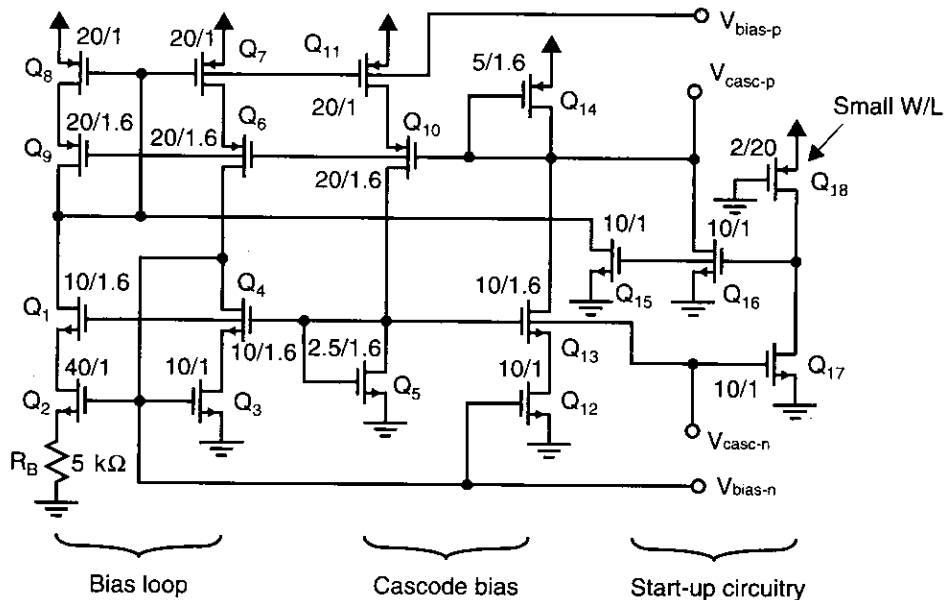 20/1
20/1
Q7
Q11
Vbias-p
Q8
5/1.6
Vcasc-p
20/1
Q14
Small W/L
20/1.6
Q6
Q10
2/20
Q9
20/1.6
20/1.6
Q18
10/1
10/1
10/1.6
Q4
10/1.6
Q1
Q15
Q16
10/1.6
2.5/1.6
Q13
40/1
10/1
Q5
10/1
Q17
Q2
Q3
Q12
10/1
Vcasc-n
RB
5 kΩ
Vbias-n
Bias loop
Cascode bias
Start-up circuitry